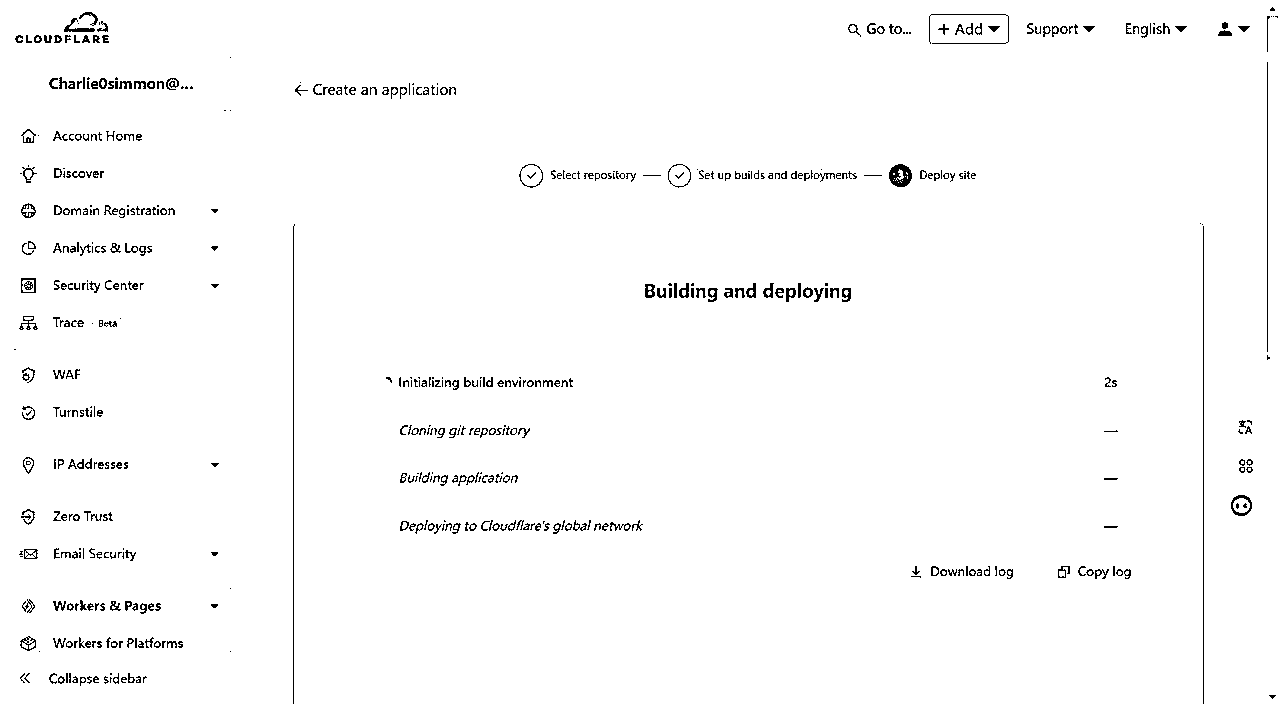 CLOUDFLARE
Go to...
+ Add
Support
English
Charlie0simmon@...
Account Home
Discover
Domain Registration
Analytics & Logs
Security Center
Trace Beta
WAF
Turnstile
IP Addresses
Zero Trust
Email Security
Workers & Pages
Workers for Platforms
Collapse sidebar
← Create an application
Select repository
Set up builds and deployments
3 Deploy site
Building and deploying
Initializing build environment 2s
Cloning git repository —
Building application —
Deploying to Cloudflare's global network —
Download log
Copy log